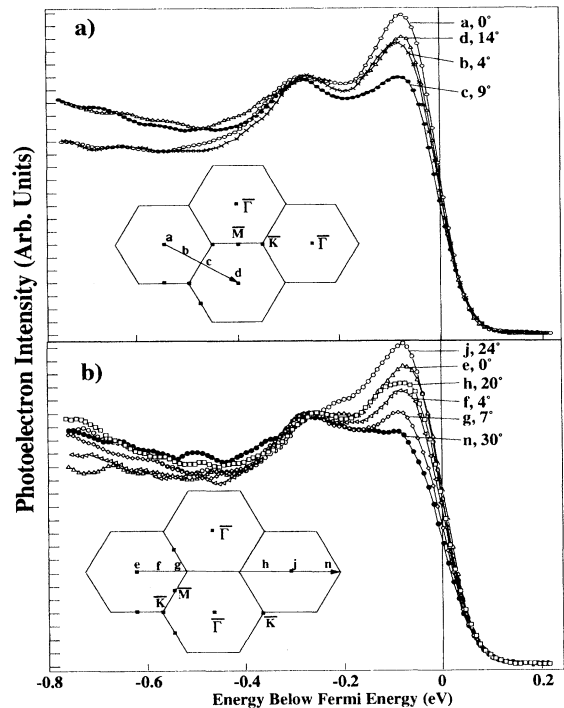 a)
a, 0°
d, 14°
b, 4°
c, 9°
Γ̅
a
b
M̅
K̅
Γ̅
c
d
Photoelectron Intensity (Arb. Units)
b)
j, 24°
e, 0°
h, 20°
f, 4°
g, 7°
n, 30°
Γ̅
e f g h j n
K̅ M̅
Γ̅ K̅
-0.8 -0.6 -0.4 -0.2 0 0.2
Energy Below Fermi Energy (eV)